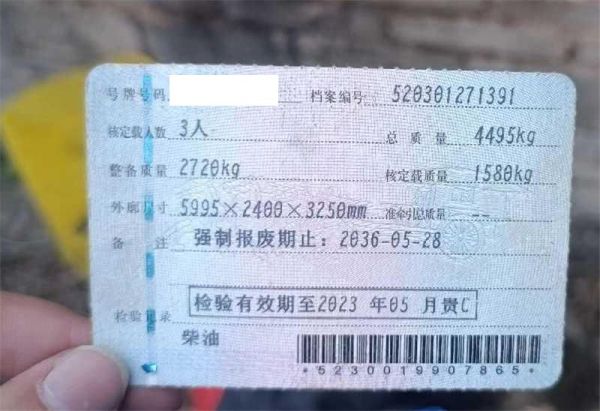 号牌号码 档案编号 520301271391
核定载人数 3人 总质量 4495kg
整备质量 2720kg 核定载质量 1580kg
外廓尺寸 5995×2400×3250mm 准牵引总质量 --
备注 强制报废期止：2036-05-28
检验有效期至2023 年05 月贵C
检验记录
柴油
*5230019907865*